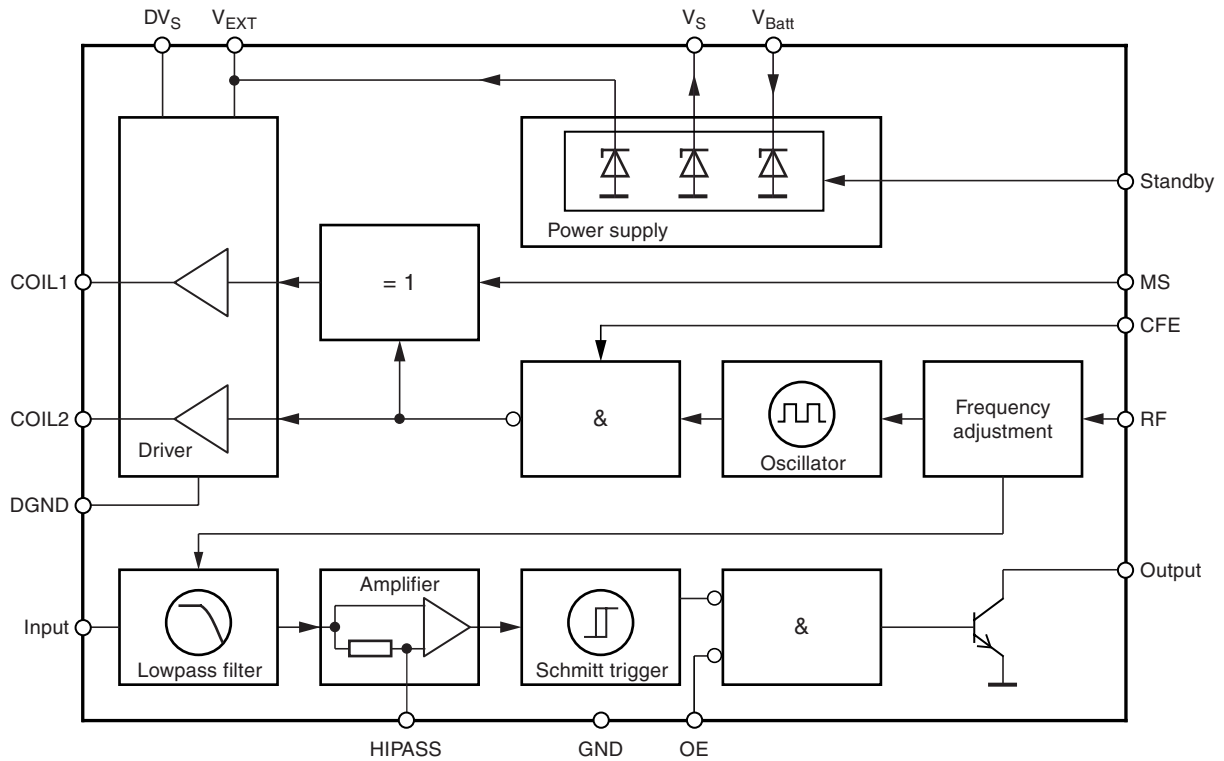 DVS VEXT VS VBatt
Standby
Power supply
COIL1
= 1
MS
CFE
COIL2
Driver
&
Oscillator
Frequency
adjustment
RF
DGND
Input
Lowpass filter
Amplifier
Schmitt trigger
&
Output
HIPASS
GND
OE